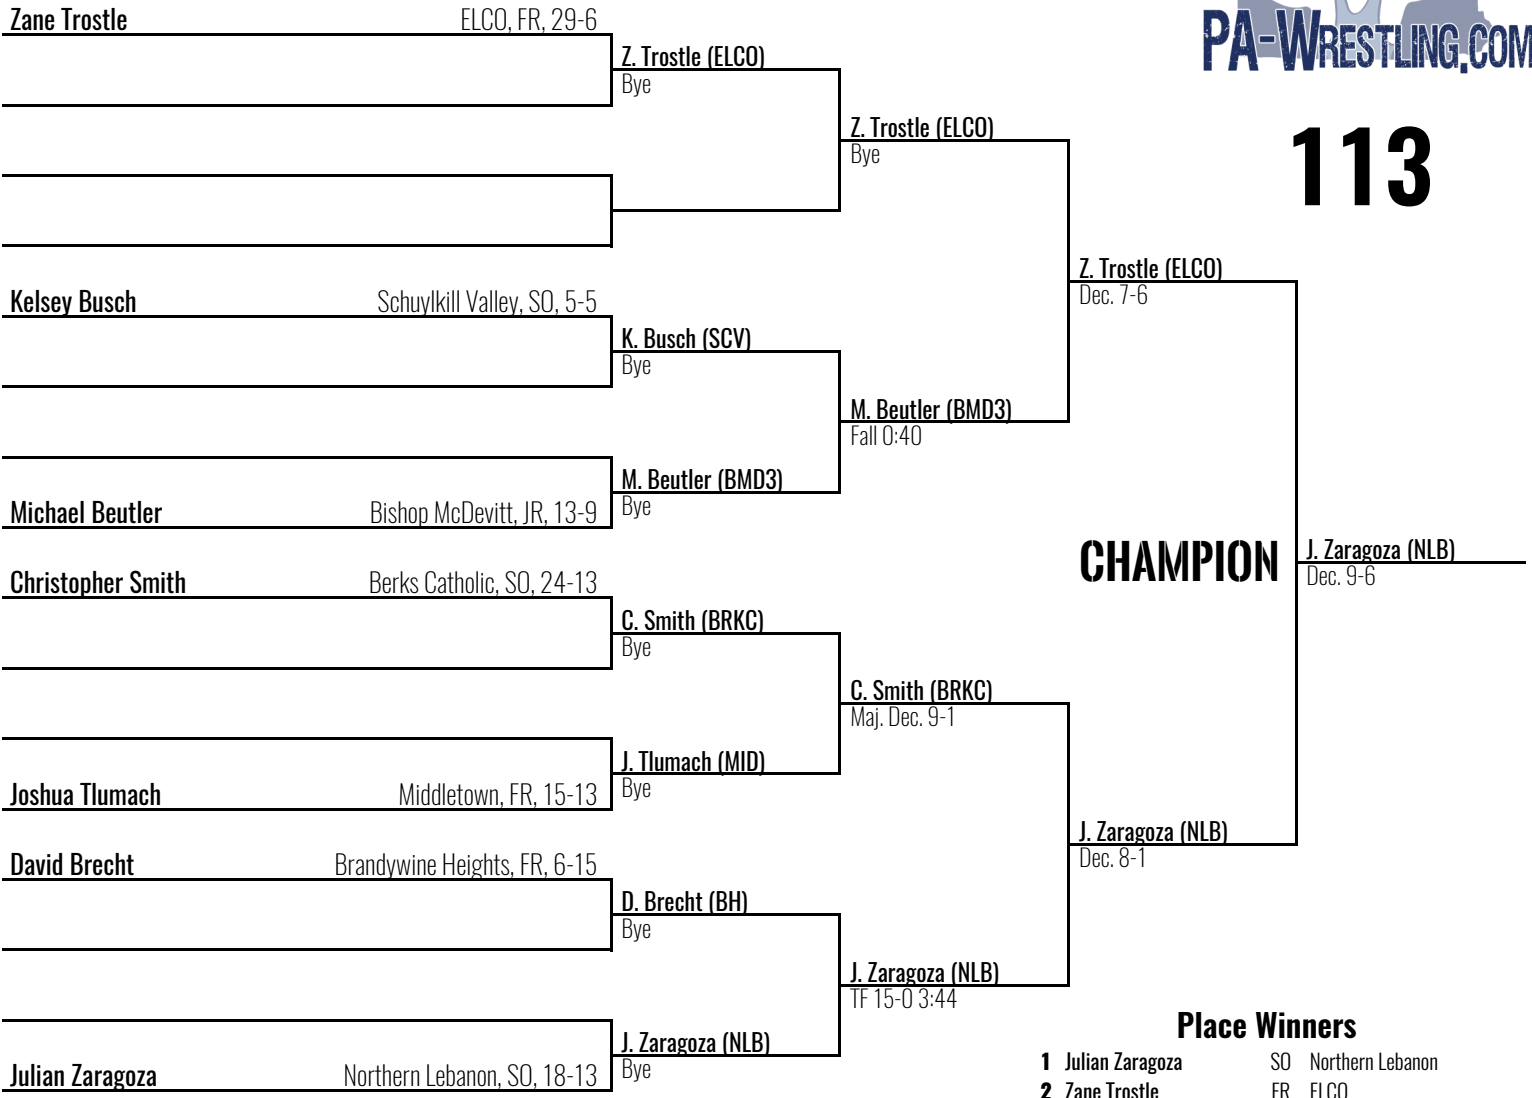 PA-WRESTLING.COM
113
Zane Trostle ELCO, FR, 29-6
Z. Trostle (ELCO)
Bye
Z. Trostle (ELCO)
Bye
Z. Trostle (ELCO)
Dec. 7-6
Kelsey Busch Schuylkill Valley, SO, 5-5
K. Busch (SCV)
Bye
M. Beutler (BMD3)
Fall 0:40
M. Beutler (BMD3)
Bye
Michael Beutler Bishop McDevitt, JR, 13-9
CHAMPION
J. Zaragoza (NLB)
Dec. 9-6
Christopher Smith Berks Catholic, SO, 24-13
C. Smith (BRKC)
Bye
C. Smith (BRKC)
Maj. Dec. 9-1
J. Tlumach (MID)
Bye
Joshua Tlumach Middletown, FR, 15-13
J. Zaragoza (NLB)
Dec. 8-1
David Brecht Brandywine Heights, FR, 6-15
D. Brecht (BH)
Bye
J. Zaragoza (NLB)
TF 15-0 3:44
J. Zaragoza (NLB)
Bye
Julian Zaragoza Northern Lebanon, SO, 18-13
Place Winners
1 Julian Zaragoza SO Northern Lebanon
2 Zane Trostle FR ELCO